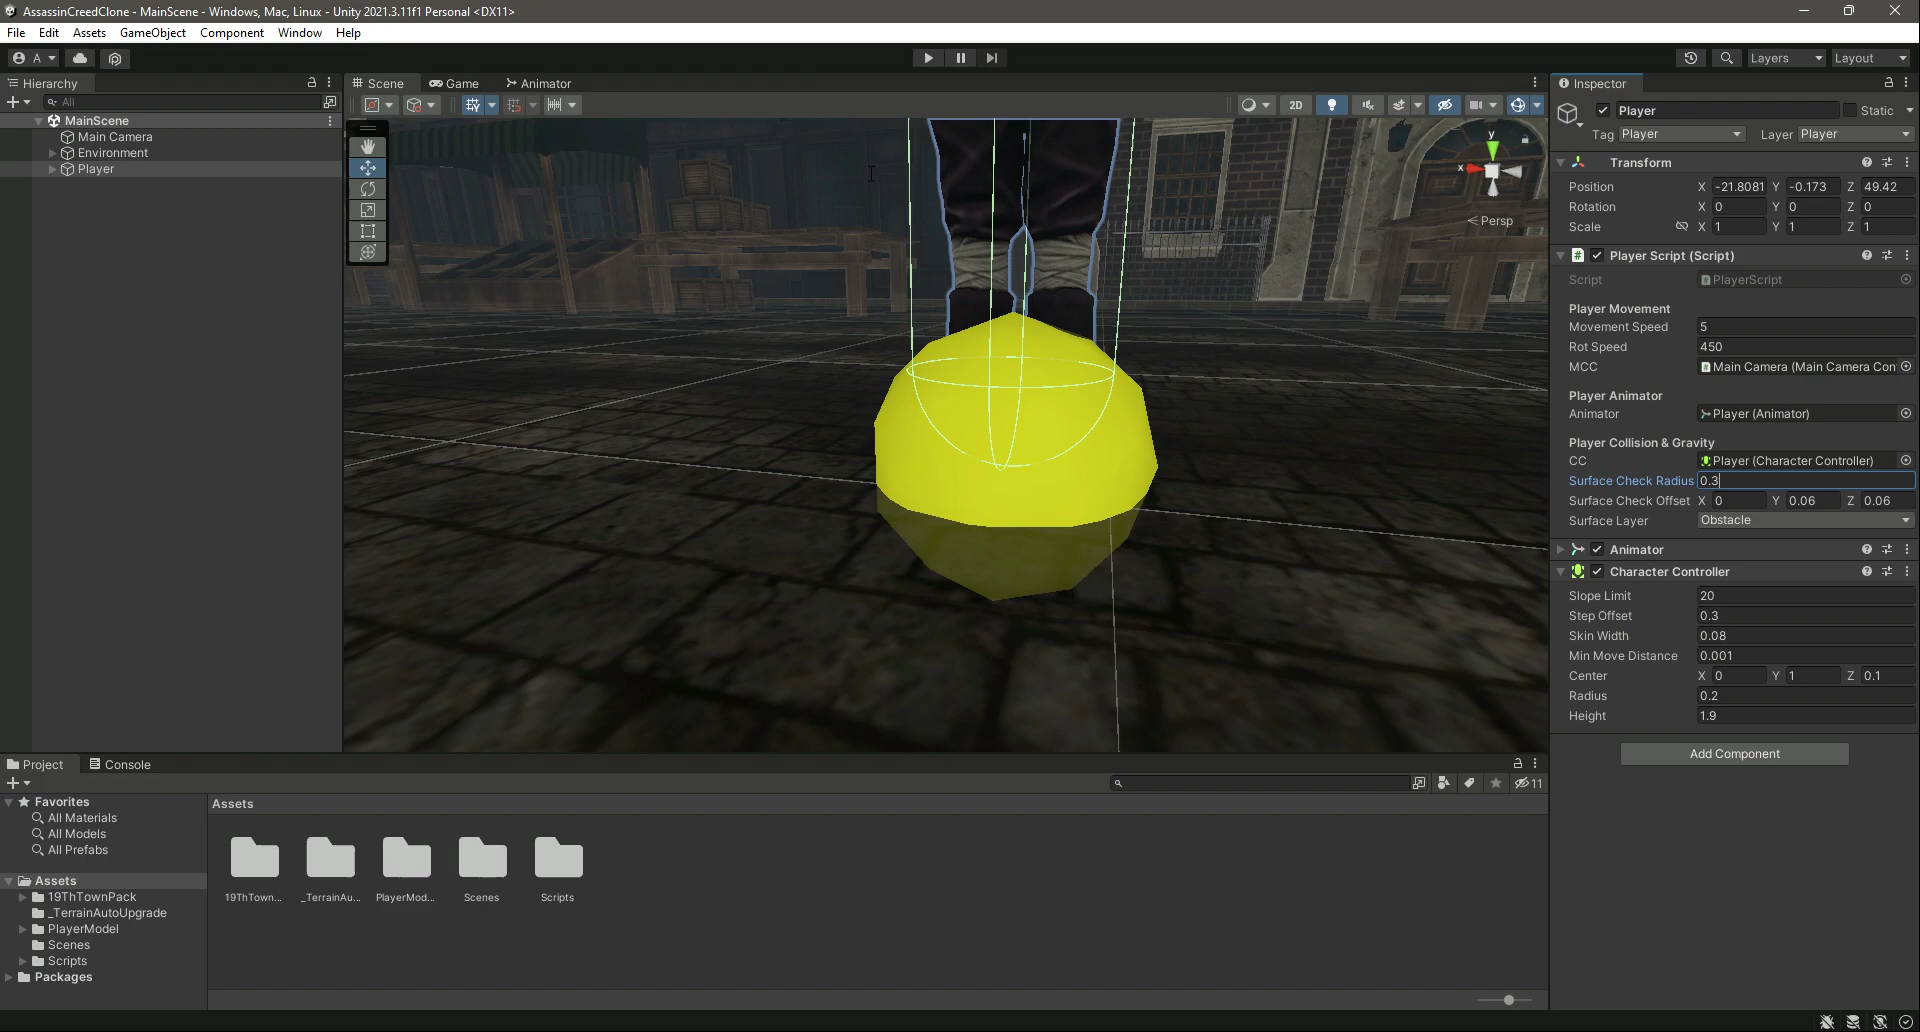 AssassinCreedClone - MainScene - Windows, Mac, Linux - Unity 2021.3.11f1 Personal <DX11>
File Edit Assets GameObject Component Window Help
A Layers Layout
Hierarchy Scene Game Animator Inspector
All 2D Player Static
Tag Player Layer Player
MainScene
Main Camera
Environment
Player
y
x
Persp
Transform
Position X -21.8081 Y -0.173 Z 49.42
Rotation X 0 Y 0 Z 0
Scale X 1 Y 1 Z 1
Player Script (Script)
Script PlayerScript
Player Movement
Movement Speed 5
Rot Speed 450
MCC Main Camera (Main Camera Con
Player Animator
Animator Player (Animator)
Player Collision & Gravity
CC Player (Character Controller)
Surface Check Radius 0.3
Surface Check Offset X 0 Y 0.06 Z 0.06
Surface Layer Obstacle
Animator
Character Controller
Slope Limit 20
Step Offset 0.3
Skin Width 0.08
Min Move Distance 0.001
Center X 0 Y 1 Z 0.1
Radius 0.2
Height 1.9
Add Component
Project Console
11
Favorites
All Materials
All Models
All Prefabs
Assets
19ThTownPack
_TerrainAutoUpgrade
PlayerModel
Scenes
Scripts
Packages
Assets
19ThTown... _TerrainAu... PlayerMod... Scenes Scripts